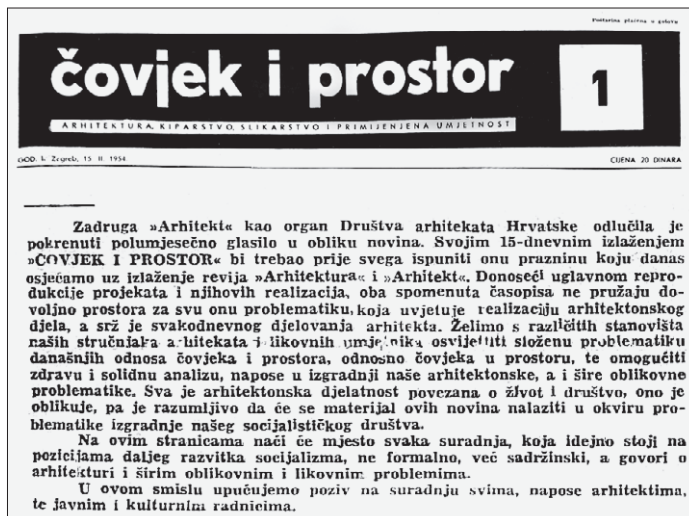 Poštarina plaćena u gotovu
čovjek i prostor
1
ARHITEKTURA, KIPARSTVO, SLIKARSTVO I PRIMIJENJENA UMJETNOST
GOD. I. Zagreb, 15 II. 1954
CIJENA 20 DINARA
Zadruga »Arhitekt« kao organ Društva arhitekata Hrvatske odlučila je
pokrenuti polumjesečno glasilo u obliku novina. Svojim 15-dnevnim izlaženjem
»ČOVJEK I PROSTOR« bi trebao prije svega ispuniti onu prazninu koju danas
osjećamo uz izlaženje revija »Arhitektura« i »Arhitekt«. Donoseći uglavnom repro-
dukcije projekata i njihovih realizacija, oba spomenuta časopisa ne pružaju do-
voljno prostora za svu onu problematiku, koja uvjetuje realizaciju arhitektonskog
djela, a srž je svakodnevnog djelovanja arhitekta. Želimo s različitih stanovišta
naših stručnjaka arhitekata i likovnih umjetnika osvijetliti složenu problematiku
današnjih odnosa čovjeka i prostora, odnosno čovjeka u prostoru, te omogućiti
zdravu i solidnu analizu, napose u izgradnji naše arhitektonske, a i šire oblikovne
problematike. Sva je arhitektonska djelatnost povezana o život i društvo, ono je
oblikuje, pa je razumljivo da će se materijal ovih novina nalaziti u okviru pro-
blematike izgradnje našeg socijalističkog društva.
Na ovim stranicama naći će mjesto svaka suradnja, koja idejno stoji na
pozicijama daljeg razvitka socijalizma, ne formalno, već sadržinski, a govori o
arhitekturi i širim oblikovnim i likovnim problemima.
U ovom smislu upućujemo poziv na suradnju svima, napose arhitektima,
te javnim i kulturnim radnicima.